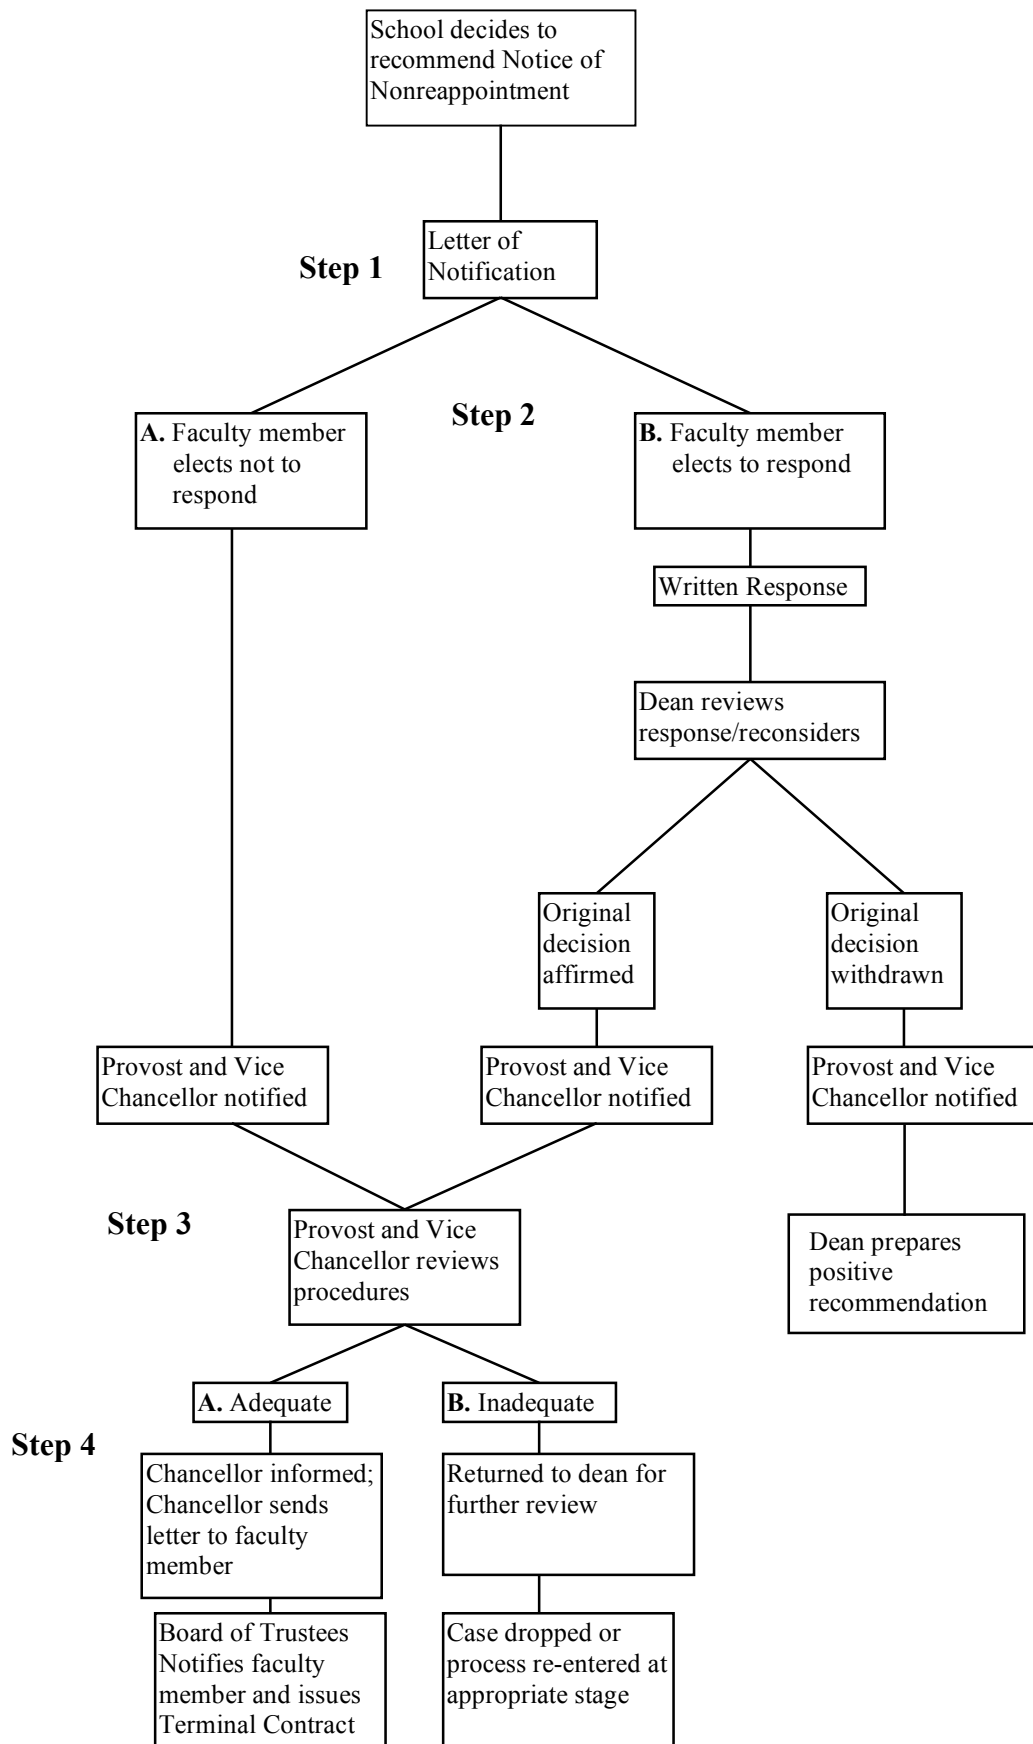 School decides to
recommend Notice of
Nonreappointment
Step 1
Letter of
Notification
Step 2
A. Faculty member
elects not to
respond
B. Faculty member
elects to respond
Written Response
Dean reviews
response/reconsiders
Original
decision
affirmed
Original
decision
withdrawn
Provost and Vice
Chancellor notified
Provost and Vice
Chancellor notified
Provost and Vice
Chancellor notified
Step 3
Provost and Vice
Chancellor reviews
procedures
Dean prepares
positive
recommendation
A. Adequate
B. Inadequate
Step 4
Chancellor informed;
Chancellor sends
letter to faculty
member
Returned to dean for
further review
Board of Trustees
Notifies faculty
member and issues
Terminal Contract
Case dropped or
process re-entered at
appropriate stage